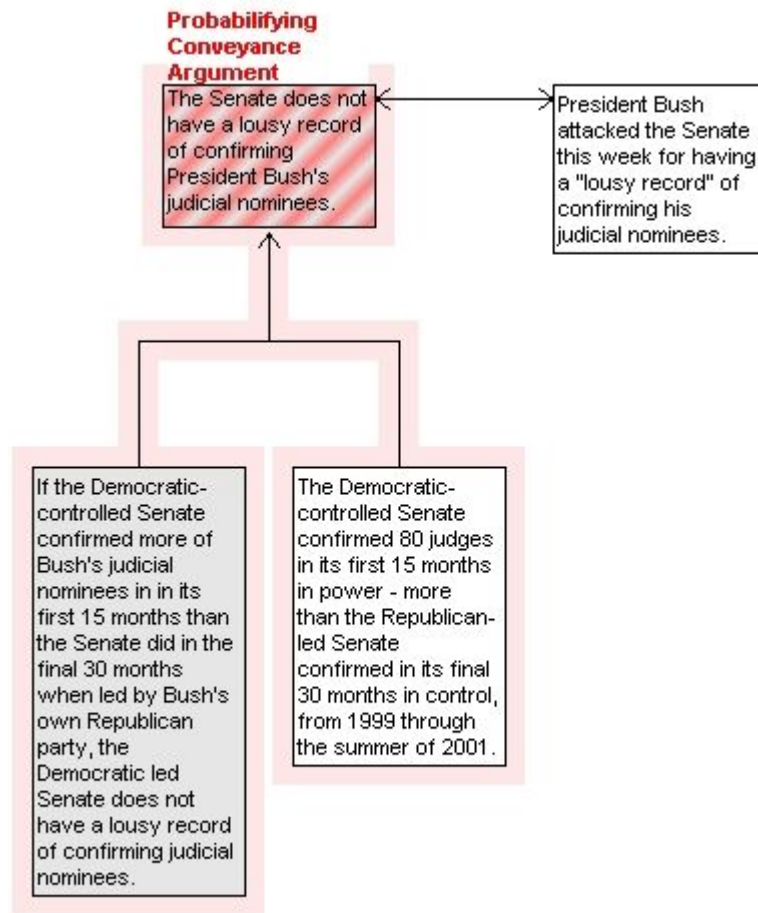 Probabilifying
Conveyance
Argument
The Senate does not
have a lousy record
of confirming
President Bush's
judicial nominees.
President Bush
attacked the Senate
this week for having
a "lousy record" of
confirming his
judicial nominees.
If the Democratic-
controlled Senate
confirmed more of
Bush's judicial
nominees in in its
first 15 months than
the Senate did in the
final 30 months
when led by Bush's
own Republican
party, the
Democratic led
Senate does not
have a lousy record
of confirming judicial
nominees.
The Democratic-
controlled Senate
confirmed 80 judges
in its first 15 months
in power - more
than the Republican-
led Senate
confirmed in its final
30 months in control,
from 1999 through
the summer of 2001.